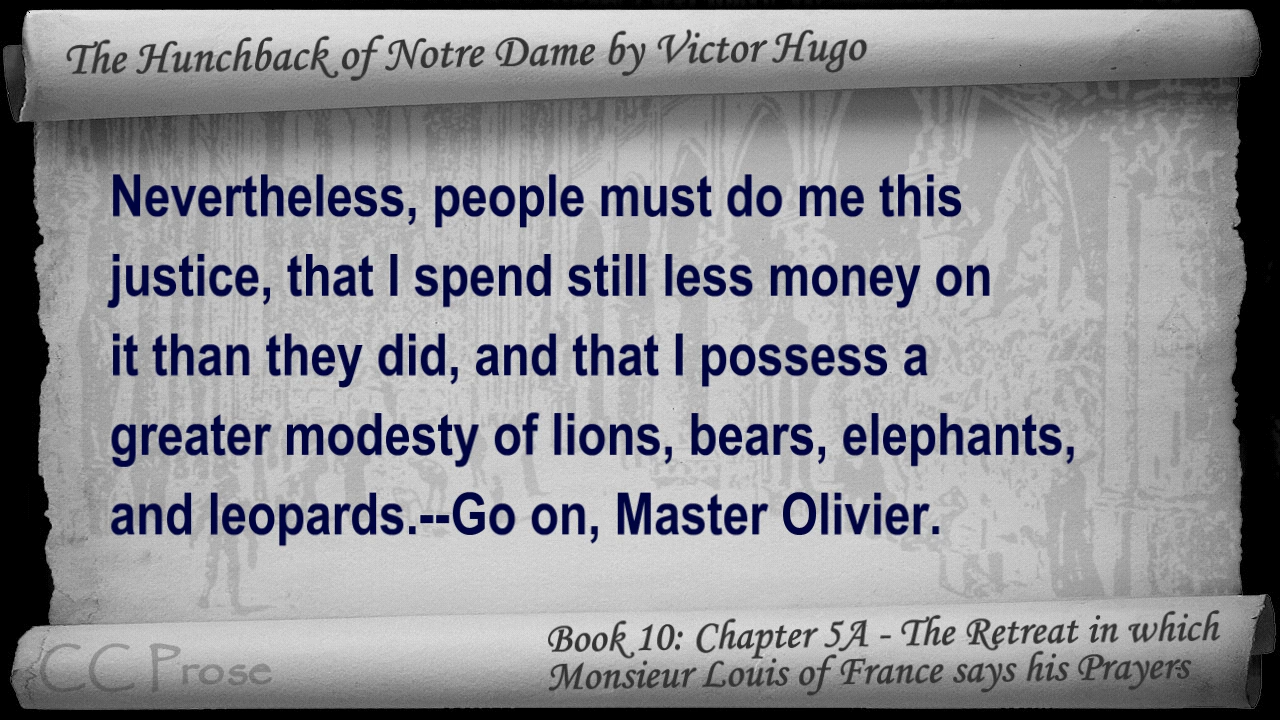 The Hunchback of Notre Dame by Victor Hugo
Nevertheless, people must do me this
justice, that I spend still less money on
it than they did, and that I possess a
greater modesty of lions, bears, elephants,
and leopards.--Go on, Master Olivier.
CC Prose
Book 10: Chapter 5A - The Retreat in which
Monsieur Louis of France says his Prayers